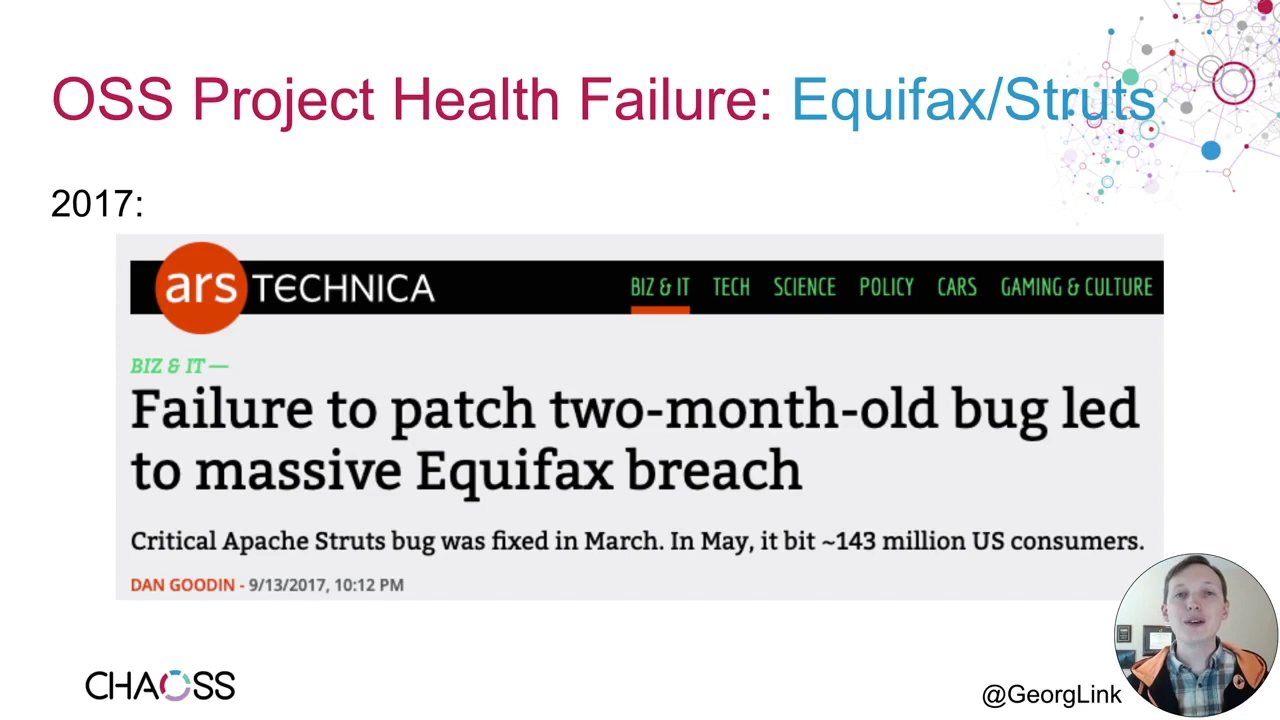 OSS Project Health Failure: Equifax/Struts
2017:
ars TECHNICA
BIZ & IT TECH SCIENCE POLICY CARS GAMING & CULTURE
BIZ & IT —
Failure to patch two-month-old bug led
to massive Equifax breach
Critical Apache Struts bug was fixed in March. In May, it bit ~143 million US consumers.
DAN GOODIN - 9/13/2017, 10:12 PM
CHAOSS
@GeorgLink